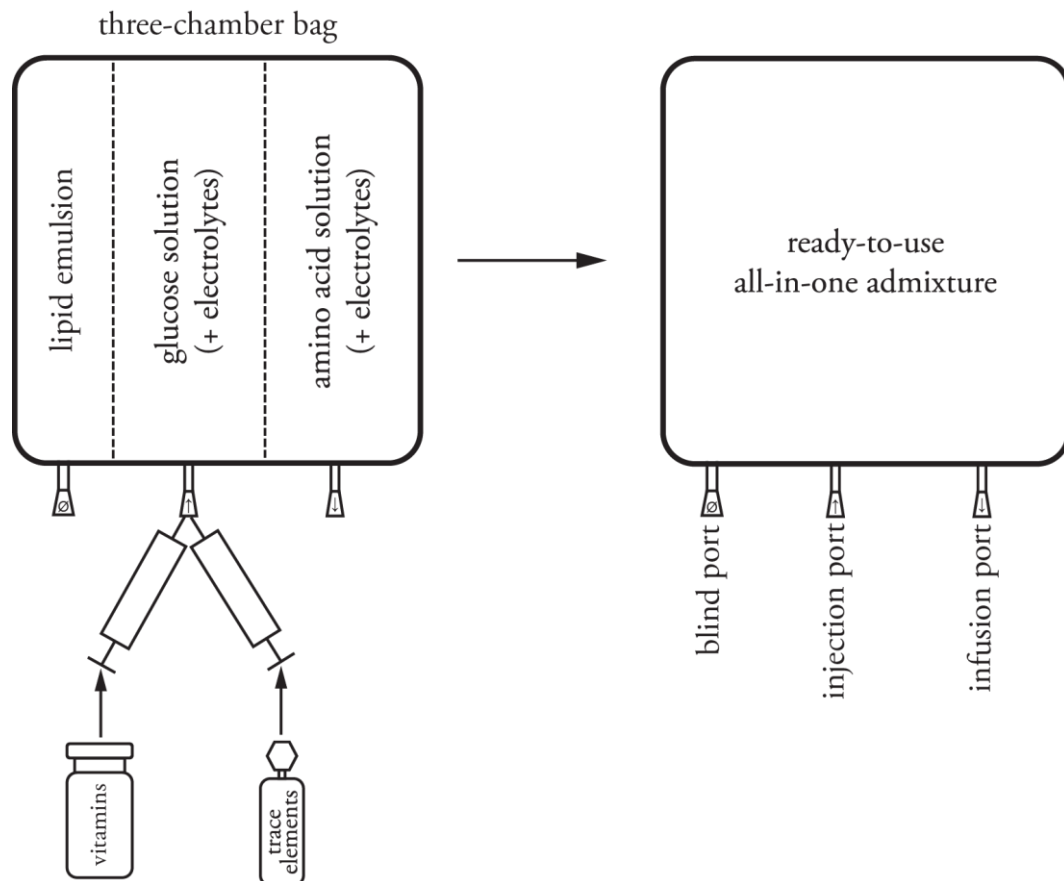 three-chamber bag
lipid emulsion
glucose solution
(+ electrolytes)
amino acid solution
(+ electrolytes)
ready-to-use
all-in-one admixture
Ø
↑
↓
Ø
↑
↓
blind port
injection port
infusion port
vitamins
trace
elements